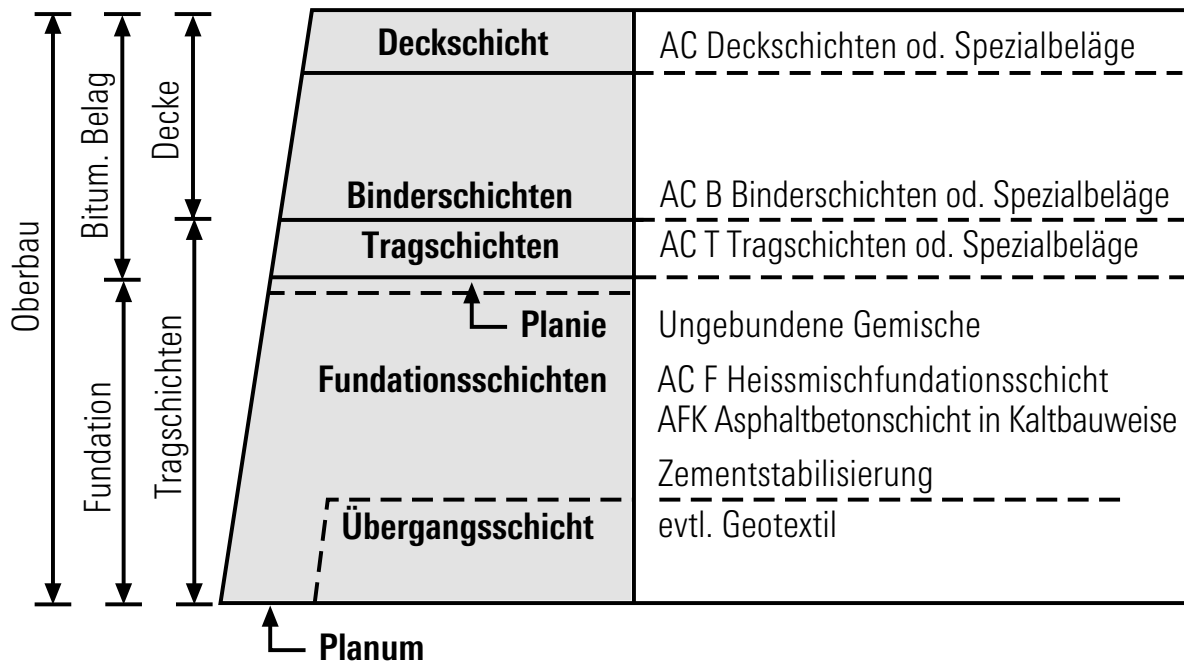 Oberbau
Bitum. Belag
Fundation
Decke
Tragschichten
Deckschicht
AC Deckschichten od. Spezialbeläge
Binderschichten
AC B Binderschichten od. Spezialbeläge
Tragschichten
AC T Tragschichten od. Spezialbeläge
Planie
Ungebundene Gemische
Fundationsschichten
AC F Heissmischfundationsschicht
AFK Asphaltbetonschicht in Kaltbauweise
Zementstabilisierung
Übergangsschicht
evtl. Geotextil
Planum